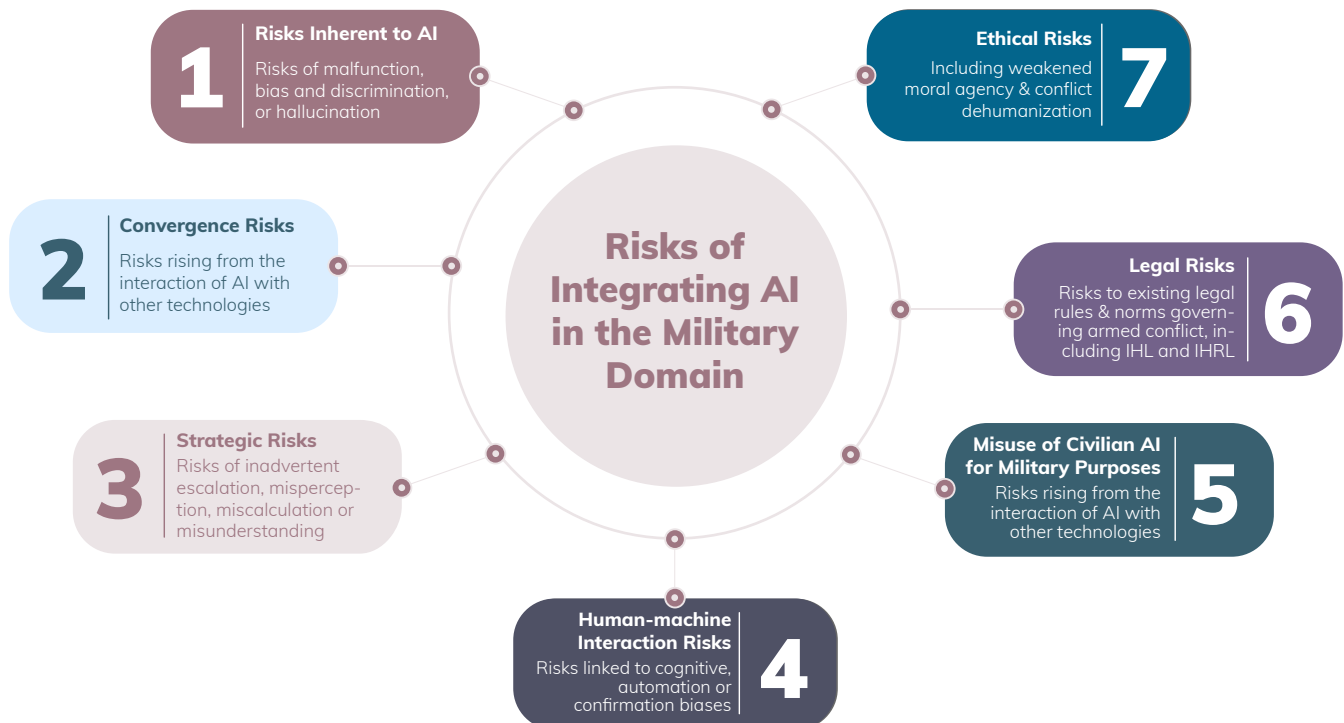 Risks of
Integrating AI
in the Military
Domain
1
Risks Inherent to AI
Risks of malfunction,
bias and discrimination,
or hallucination
2
Convergence Risks
Risks rising from the
interaction of AI with
other technologies
3
Strategic Risks
Risks of inadvertent
escalation, mispercep-
tion, miscalculation or
misunderstanding
4
Human-machine
Interaction Risks
Risks linked to cognitive,
automation or
confirmation biases
5
Misuse of Civilian AI
for Military Purposes
Risks rising from the
interaction of AI with
other technologies
6
Legal Risks
Risks to existing legal
rules & norms govern-
ing armed conflict, in-
cluding IHL and IHRL
7
Ethical Risks
Including weakened
moral agency & conflict
dehumanization